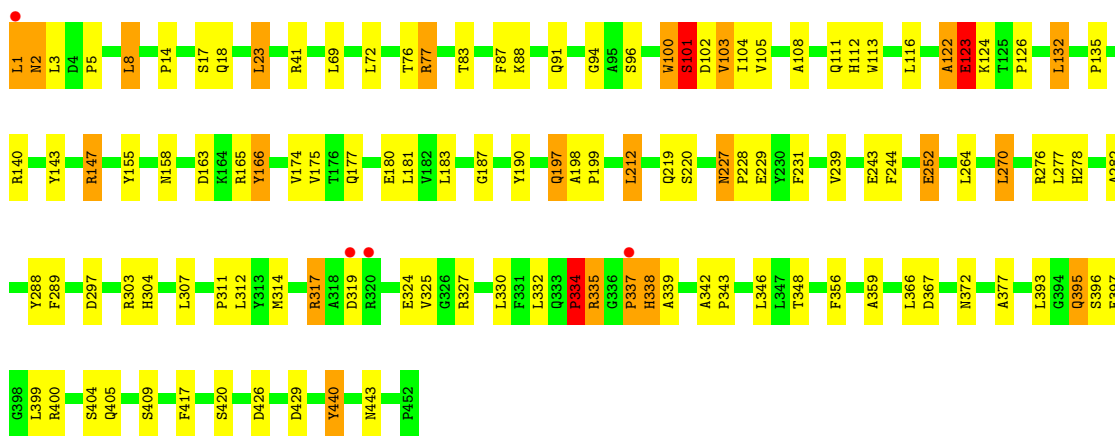 L1 N2 L3 D4 P5 L8 P14 S17 Q18 L23 R41 L69 L72 T76 R77 T83 F87 K88 Q91 G94 A95 S96 W100 S101 D102 V103 I104 V105 A108 Q111 H112 W113 L116 A122 E123 K124 T125 P126 L132 P135
R140 Y143 R147 Y155 N158 D163 K164 R165 Y166 V174 V175 T176 Q177 E180 L181 V182 L183 G187 Y190 Q197 A198 P199 L212 Q219 S220 N227 P228 E229 Y230 F231 V239 E243 F244 E252 L264 L270 R276 L277 H278 A282
Y288 F289 D297 R303 H304 L307 P311 L312 Y313 M314 R317 A318 D319 R320 E324 V325 G326 R327 L330 F331 L332 Q333 P334 R335 G336 P337 H338 A339 A342 P343 L346 L347 T348 F356 A359 L366 D367 N372 A377 L393 G394 Q395 S396
G398 L399 R400 S404 Q405 S409 F417 S420 D426 D429 Y440 N443 P452